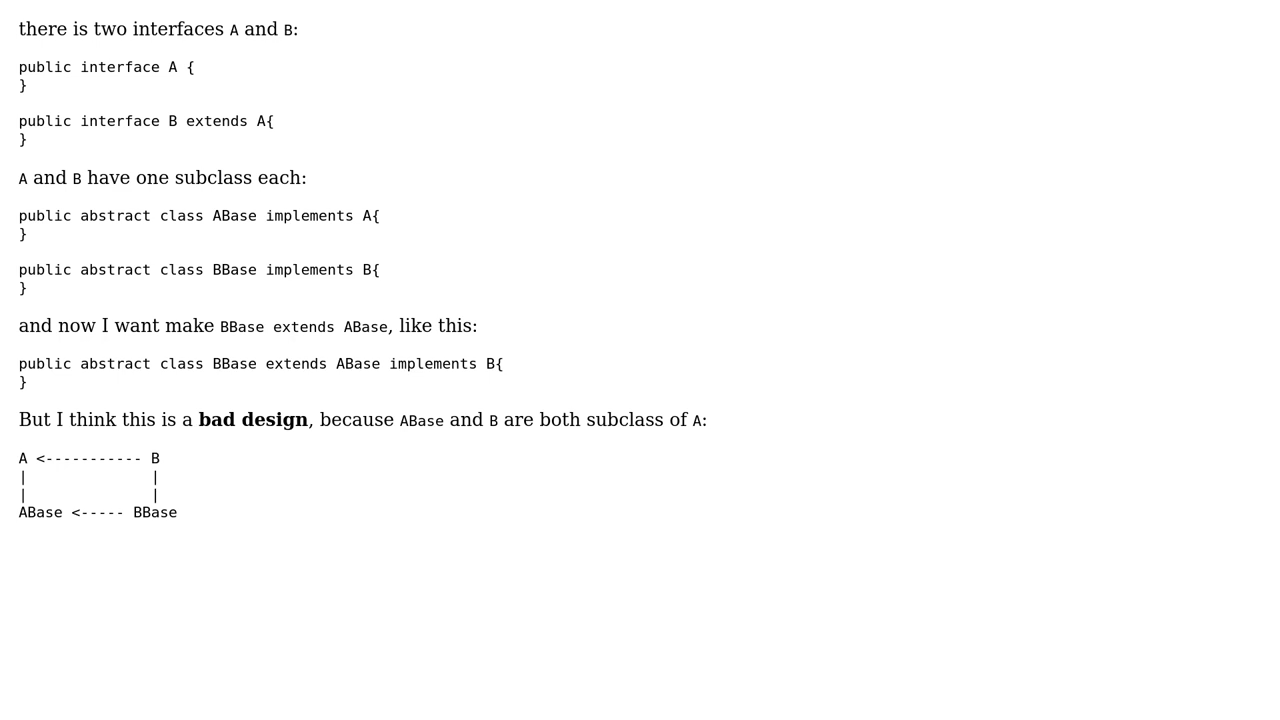 there is two interfaces A and B:
public interface A {
}
public interface B extends A{
}
A and B have one subclass each:
public abstract class ABase implements A{
}
public abstract class BBase implements B{
}
and now I want make BBase extends ABase, like this:
public abstract class BBase extends ABase implements B{
}
But I think this is a bad design, because ABase and B are both subclass of A:
A <----------- B
|              |
|              |
ABase <----- BBase